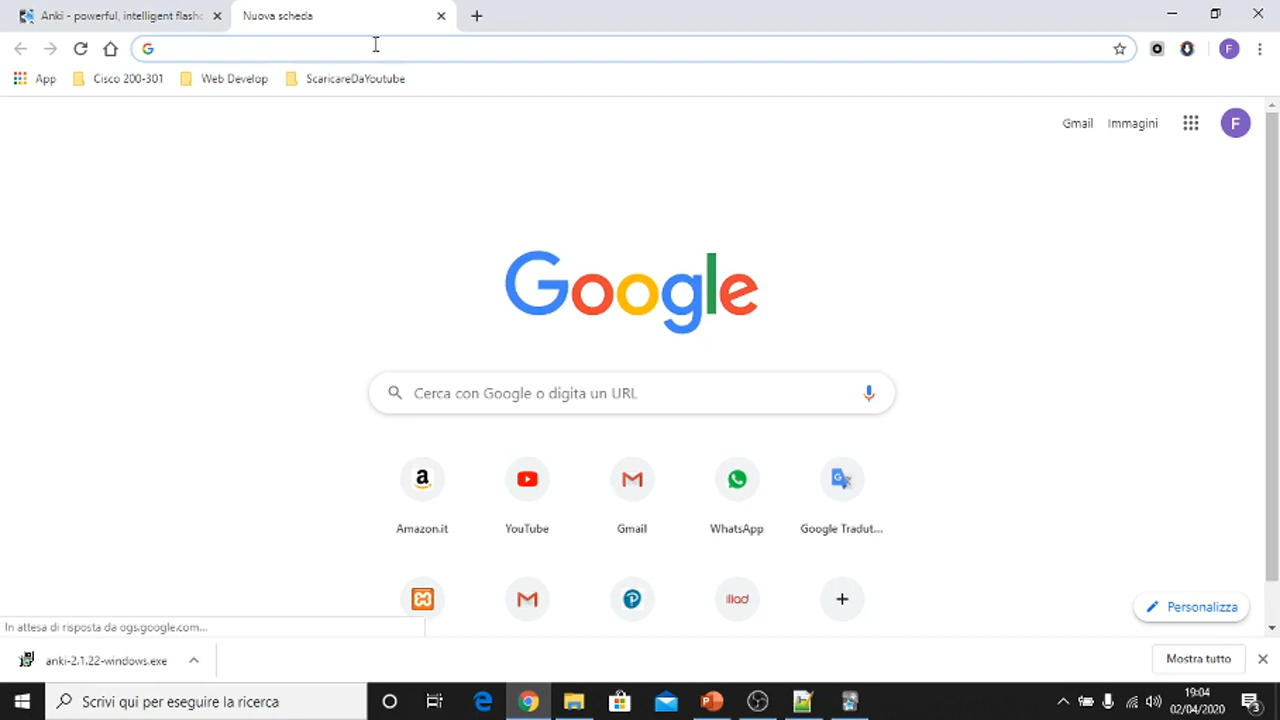 Anki - powerful, intelligent flashc
Nuova scheda
App
Cisco 200-301
Web Develop
ScaricareDaYoutube
F
Gmail
Immagini
F
Google
Cerca con Google o digita un URL
Amazon.it
YouTube
Gmail
WhatsApp
Google Tradut...
iliad
Personalizza
In attesa di risposta da ogs.google.com...
anki-2.1.22-windows.exe
Mostra tutto
Scrivi qui per eseguire la ricerca
19:04
02/04/2020
3